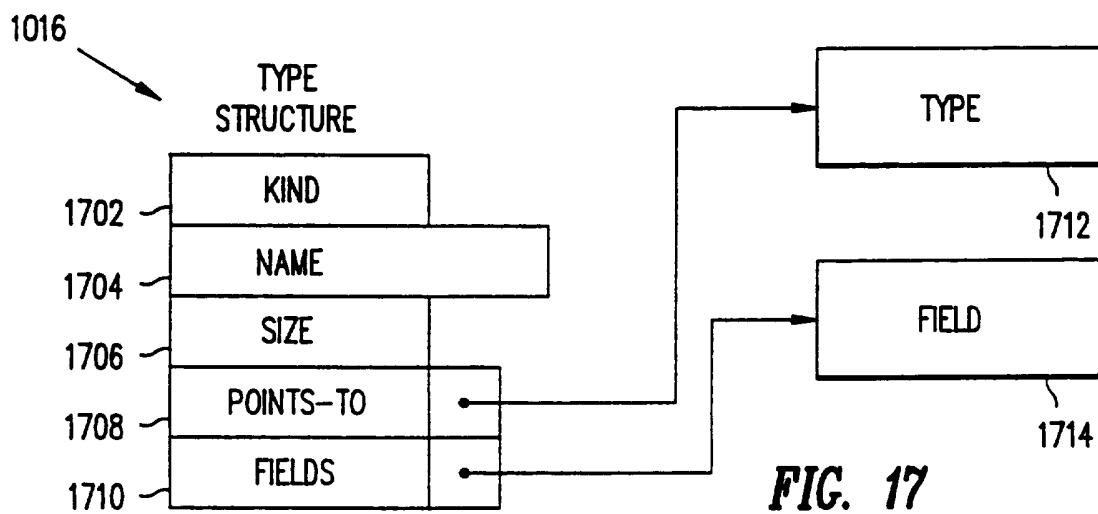 1016
TYPE
STRUCTURE
KIND
1702
NAME
1704
SIZE
1706
POINTS-TO
1708
FIELDS
1710
TYPE
1712
FIELD
1714
FIG. 17